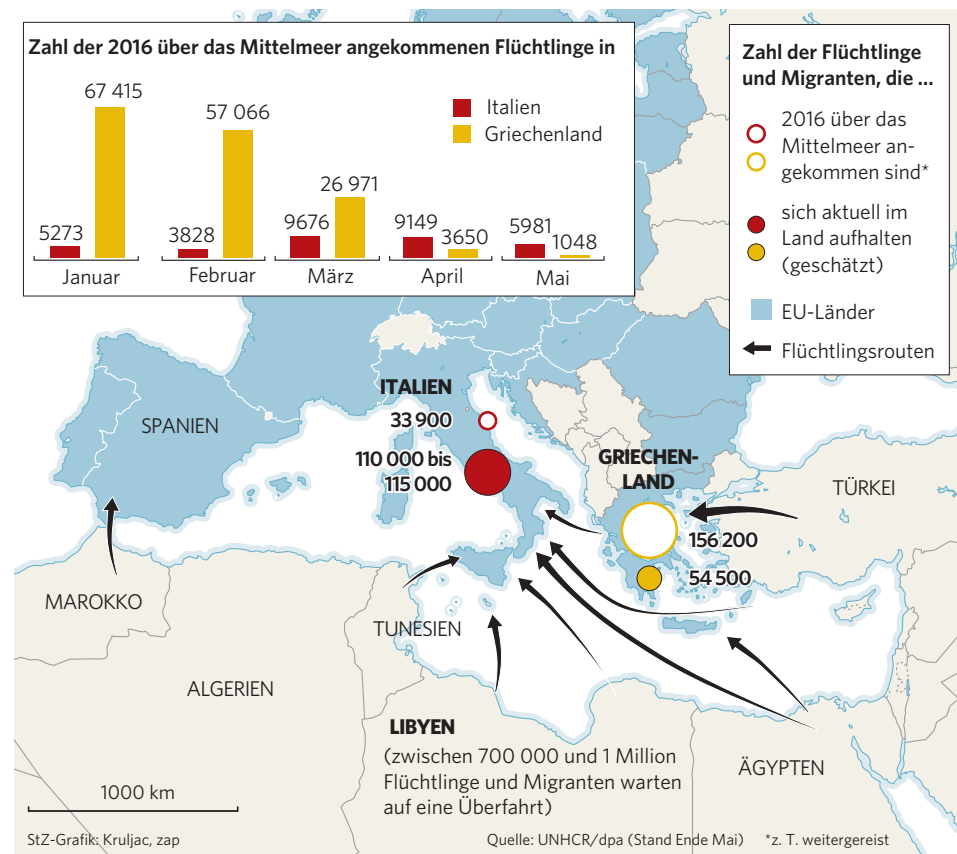 Zahl der 2016 über das Mittelmeer angekommenen Flüchtlinge in
67 415
57 066
26 971
5273
3828
9676
9149
3650
5981
1048
Januar
Februar
März
April
Mai
Italien
Griechenland
Zahl der Flüchtlinge
und Migranten, die ...
2016 über das
Mittelmeer an-
gekommen sind*
sich aktuell im
Land aufhalten
(geschätzt)
EU-Länder
Flüchtlingsrouten
ITALIEN
33 900
110 000 bis
115 000
SPANIEN
GRIECHEN-
LAND
156 200
54 500
TÜRKEI
MAROKKO
TUNESIEN
ALGERIEN
LIBYEN
(zwischen 700 000 und 1 Million
Flüchtlinge und Migranten warten
auf eine Überfahrt)
ÄGYPTEN
1000 km
StZ-Grafik: Kruljac, zap
Quelle: UNHCR/dpa (Stand Ende Mai) *z. T. weitergereist